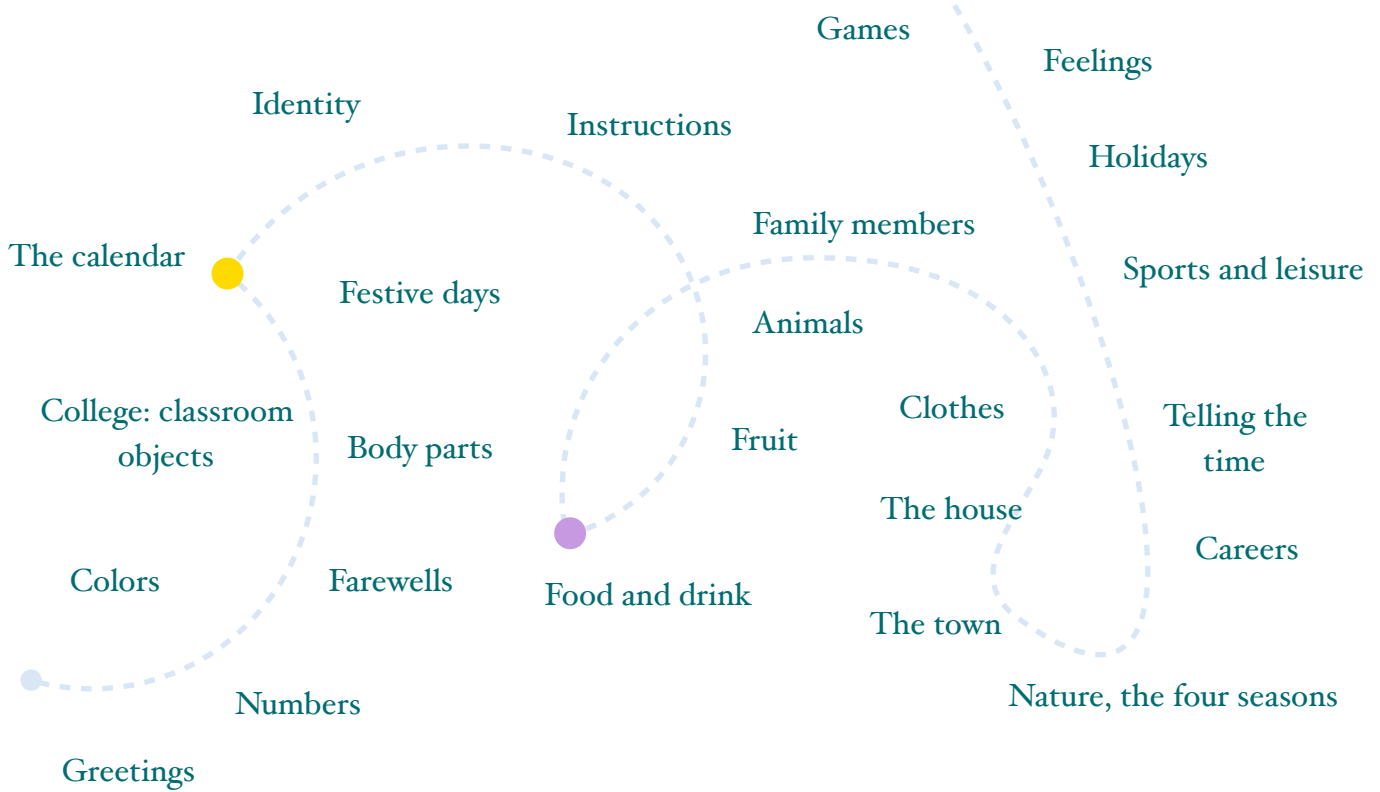 Games
Feelings
Identity
Instructions
Holidays
Family members
The calendar
Sports and leisure
Festive days
Animals
College: classroom
objects
Clothes
Telling the
time
Body parts
Fruit
The house
Careers
Colors
Farewells
Food and drink
The town
Numbers
Nature, the four seasons
Greetings